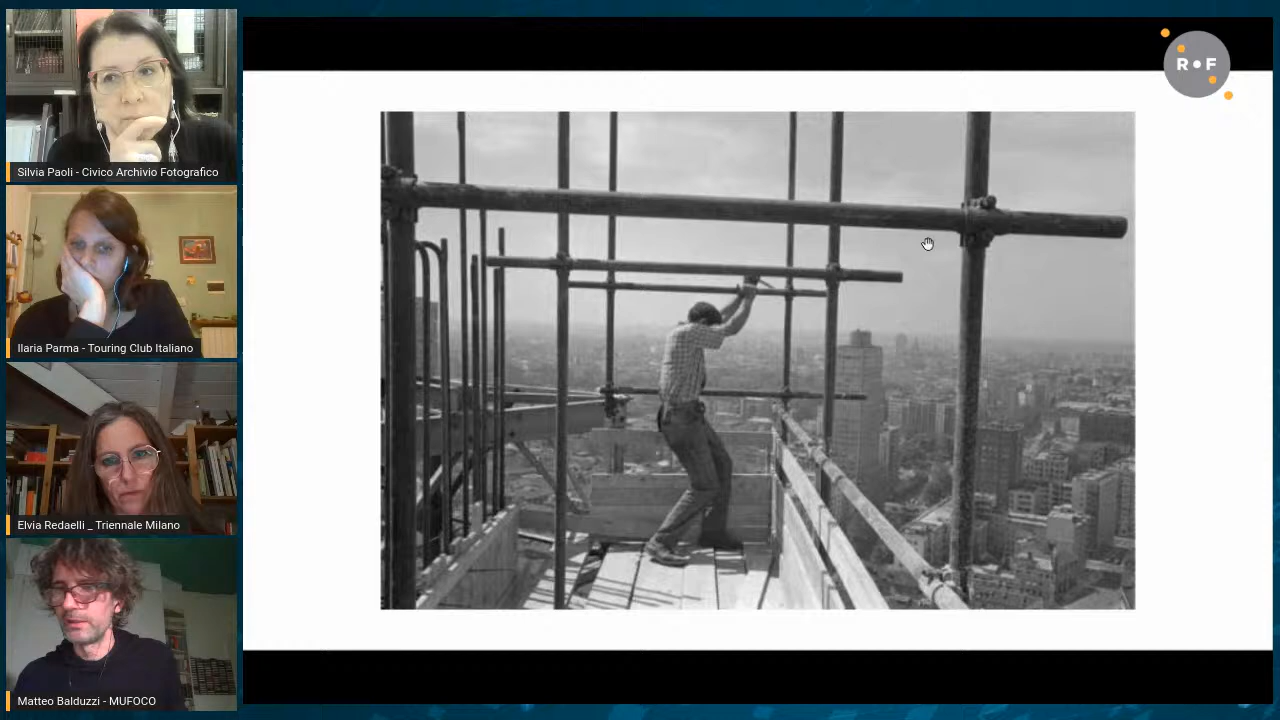 Silvia Paoli - Civico Archivio Fotografico
Ilaria Parma - Touring Club Italiano
Elvia Redaelli _ Triennale Milano
Matteo Balduzzi - MUFOCO
R•F